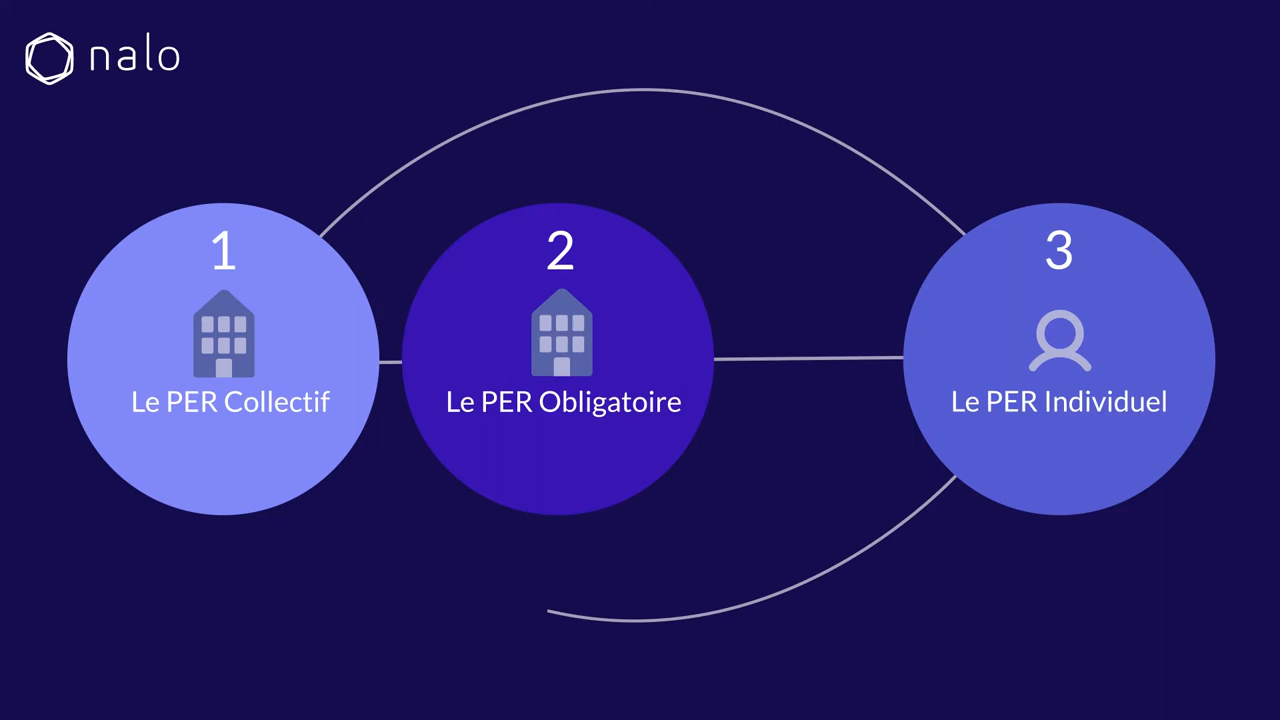 nalo
1
Le PER Collectif
2
Le PER Obligatoire
3
Le PER Individuel